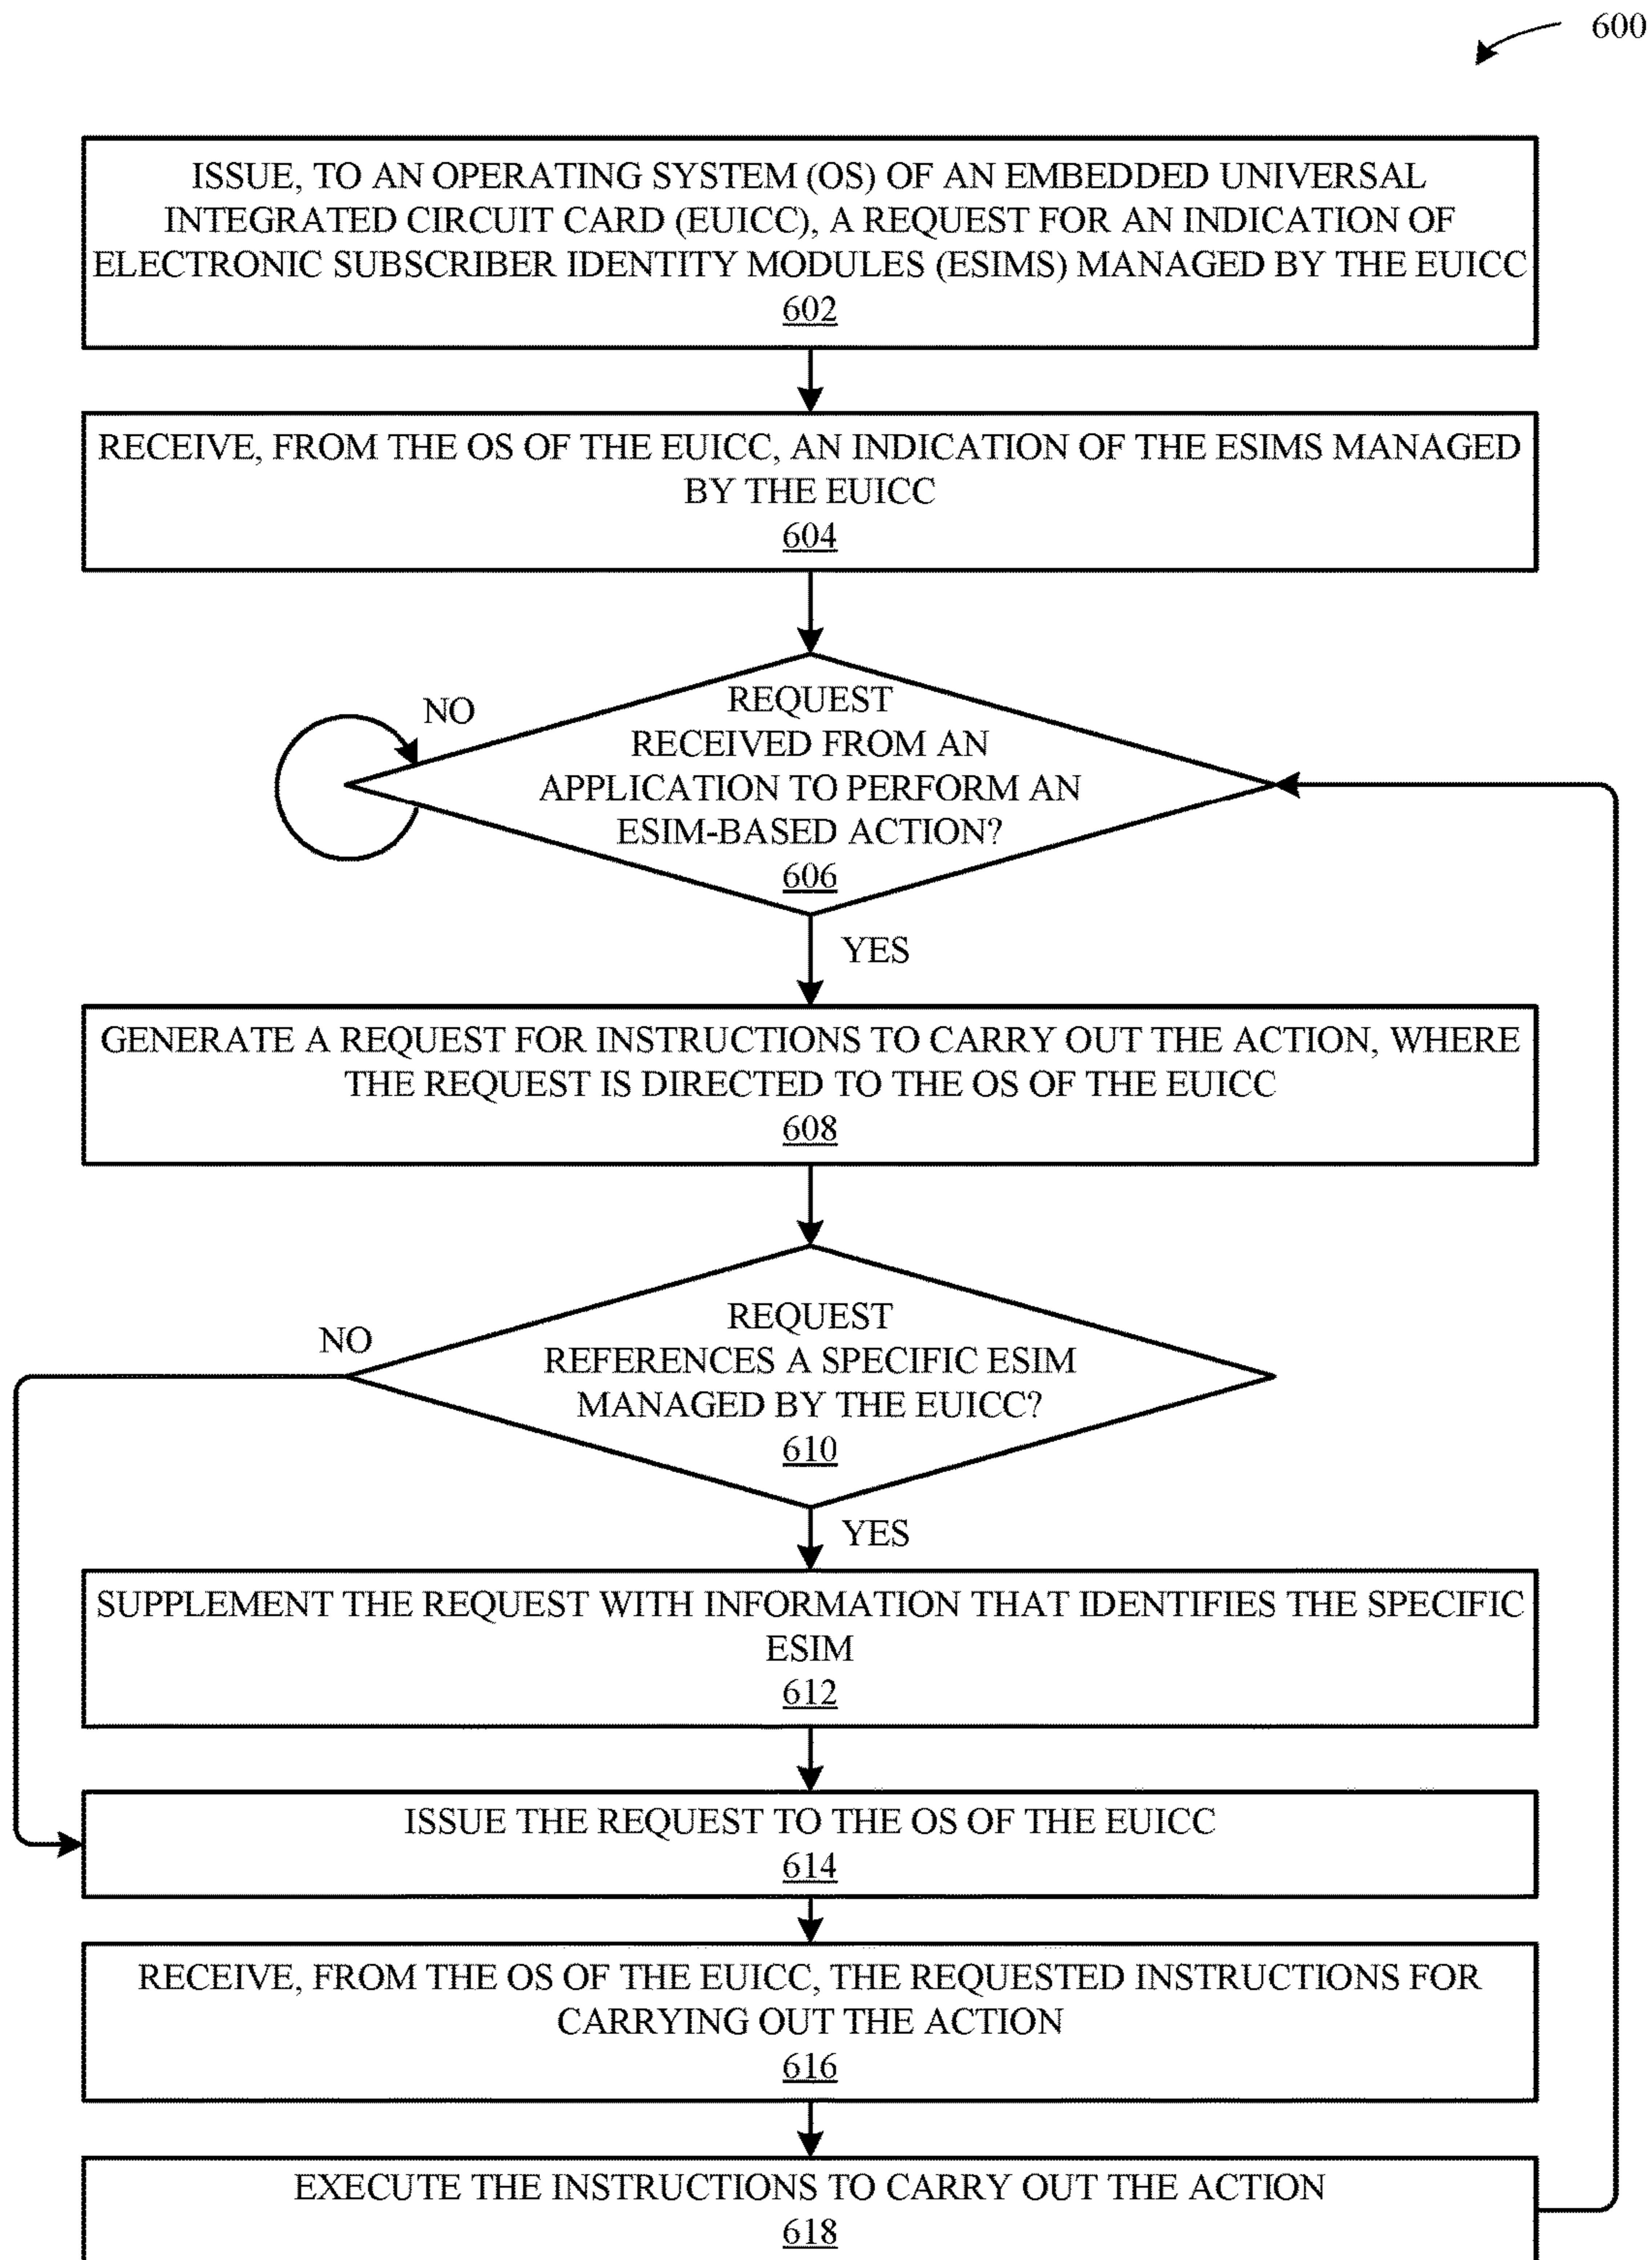 600
ISSUE, TO AN OPERATING SYSTEM (OS) OF AN EMBEDDED UNIVERSAL
INTEGRATED CIRCUIT CARD (EUICC), A REQUEST FOR AN INDICATION OF
ELECTRONIC SUBSCRIBER IDENTITY MODULES (ESIMS) MANAGED BY THE EUICC
602
RECEIVE, FROM THE OS OF THE EUICC, AN INDICATION OF THE ESIMS MANAGED
BY THE EUICC
604
NO
REQUEST
RECEIVED FROM AN
APPLICATION TO PERFORM AN
ESIM-BASED ACTION?
606
YES
GENERATE A REQUEST FOR INSTRUCTIONS TO CARRY OUT THE ACTION, WHERE
THE REQUEST IS DIRECTED TO THE OS OF THE EUICC
608
NO
REQUEST
REFERENCES A SPECIFIC ESIM
MANAGED BY THE EUICC?
610
YES
SUPPLEMENT THE REQUEST WITH INFORMATION THAT IDENTIFIES THE SPECIFIC
ESIM
612
ISSUE THE REQUEST TO THE OS OF THE EUICC
614
RECEIVE, FROM THE OS OF THE EUICC, THE REQUESTED INSTRUCTIONS FOR
CARRYING OUT THE ACTION
616
EXECUTE THE INSTRUCTIONS TO CARRY OUT THE ACTION
618